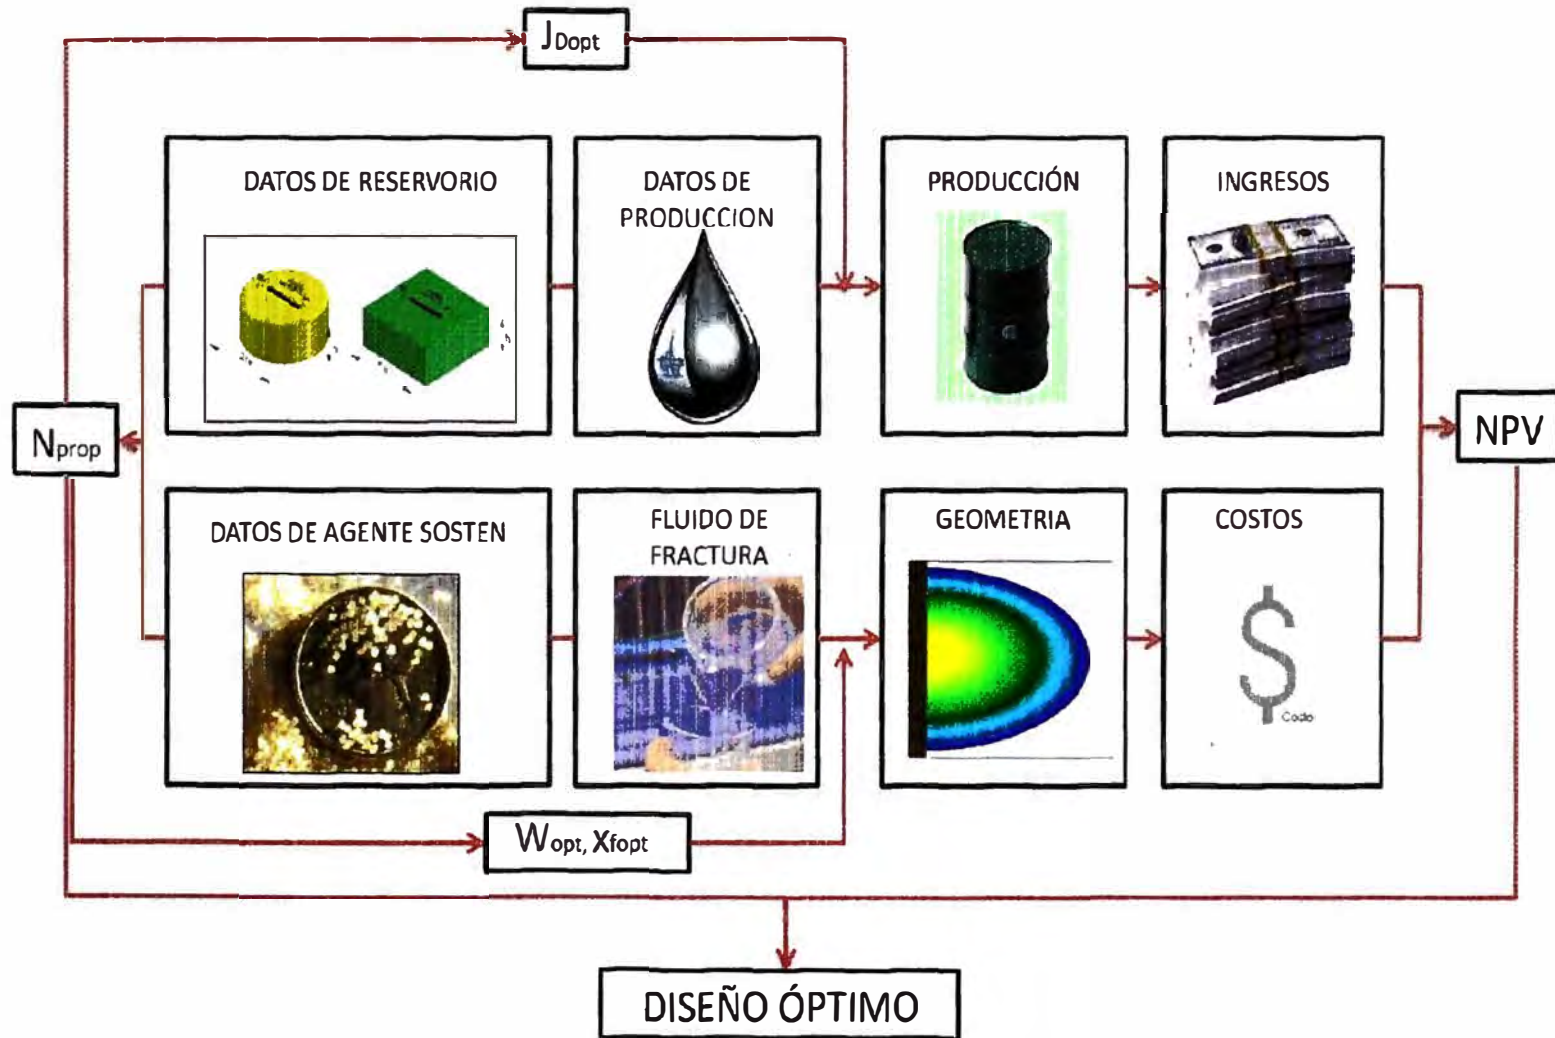 JDopt
DATOS DE RESERVORIO
DATOS DE
PRODUCCION
PRODUCCIÓN
INGRESOS
Nprop
NPV
DATOS DE AGENTE SOSTEN
FLUIDO DE
FRACTURA
GEOMETRIA
COSTOS
Wopt, Xfopt
DISEÑO ÓPTIMO